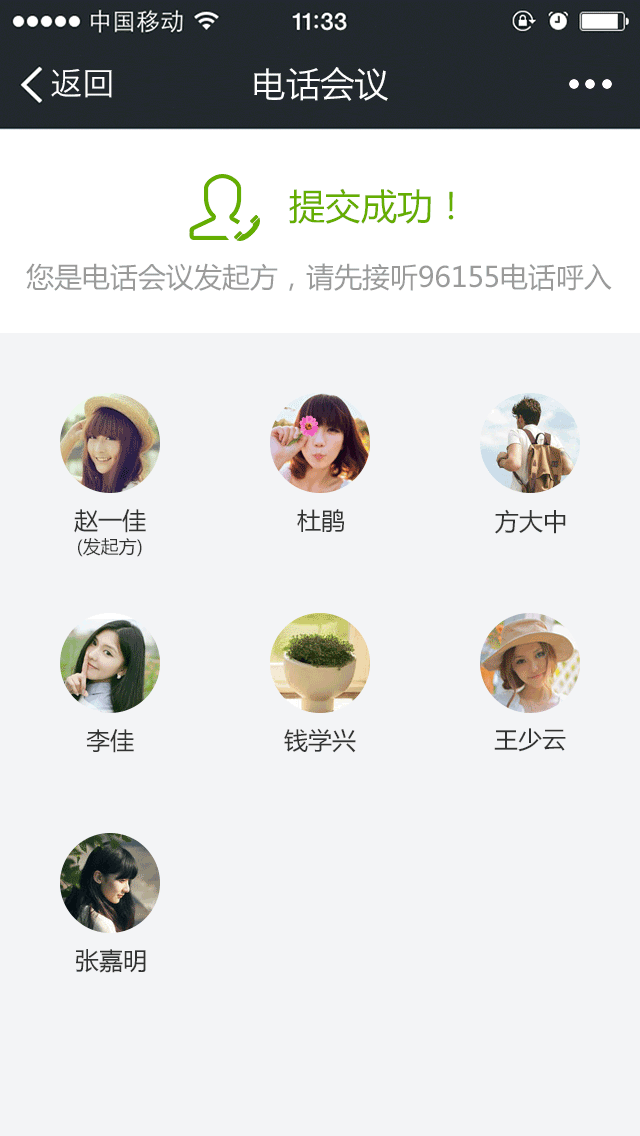 中国移动 11:33
返回 电话会议
提交成功！
您是电话会议发起方，请先接听96155电话呼入
赵一佳 杜鹃 方大中
(发起方)
李佳 钱学兴 王少云
张嘉明